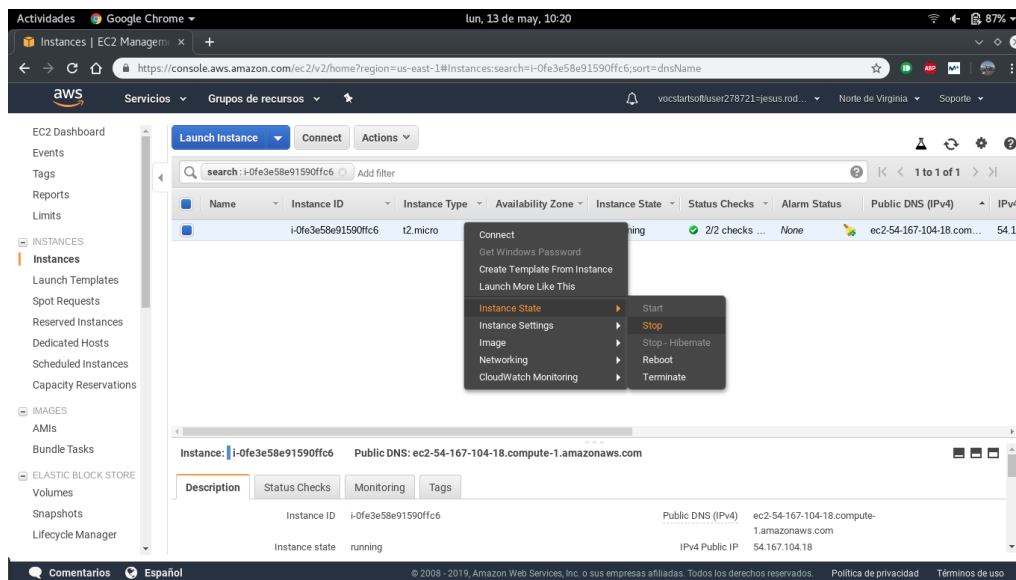 Actividades Google Chrome lun, 13 de may, 10:20 87%
Instances | EC2 Managem
https://console.aws.amazon.com/ec2/v2/home?region=us-east-1#Instances:search=i-0fe3e58e91590ffc6;sort=dnsName ABP
aws Servicios Grupos de recursos vocstartsoft/user278721=jesus.rod... Norte de Virginia Soporte
EC2 Dashboard
Events
Tags
Reports
Limits
INSTANCES
Instances
Launch Templates
Spot Requests
Reserved Instances
Dedicated Hosts
Scheduled Instances
Capacity Reservations
IMAGES
AMIs
Bundle Tasks
ELASTIC BLOCK STORE
Volumes
Snapshots
Lifecycle Manager
Launch Instance Connect Actions
search : i-0fe3e58e91590ffc6 Add filter 1 to 1 of 1
Name Instance ID Instance Type Availability Zone Instance State Status Checks Alarm Status Public DNS (IPv4) IPv4
i-0fe3e58e91590ffc6 t2.micro ning 2/2 checks ... None ec2-54-167-104-18.com... 54.1
Connect
Get Windows Password
Create Template From Instance
Launch More Like This
Instance State
Instance Settings
Image
Networking
CloudWatch Monitoring
Start
Stop
Stop - Hibernate
Reboot
Terminate
Instance: i-0fe3e58e91590ffc6 Public DNS: ec2-54-167-104-18.compute-1.amazonaws.com
Description Status Checks Monitoring Tags
Instance ID i-0fe3e58e91590ffc6 Public DNS (IPv4) ec2-54-167-104-18.compute-
1.amazonaws.com
Instance state running IPv4 Public IP 54.167.104.18
Comentarios Español © 2008 - 2019, Amazon Web Services, Inc. o sus empresas afiliadas. Todos los derechos reservados. Política de privacidad Términos de uso